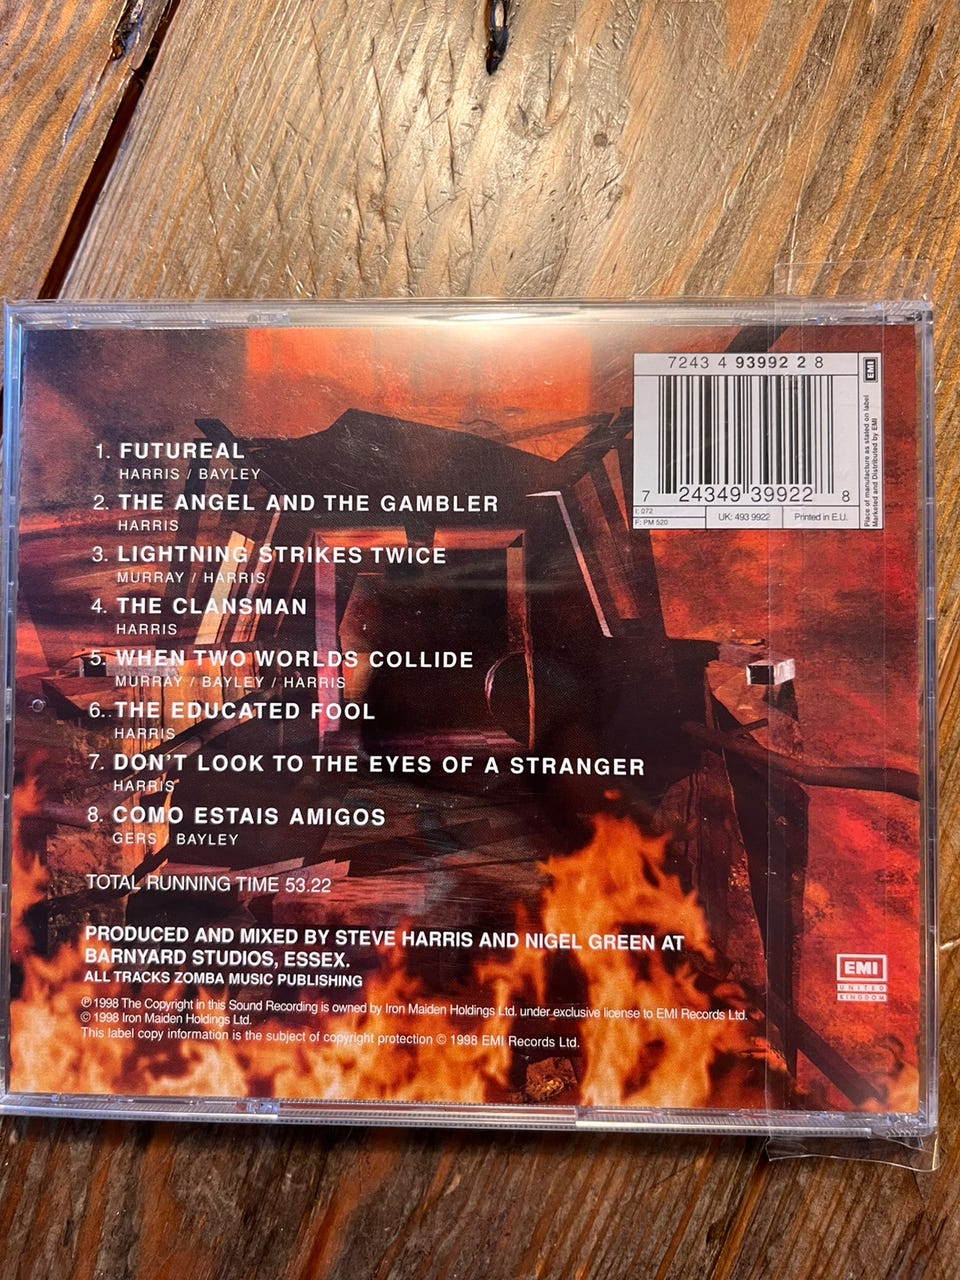 7243 4 93992 2 8
EMI
7 24349 39922 8
I: 072
F: PM 520
UK: 493 9922
Printed in E.U.
Place of manufacture as stated on label
Marketed and Distributed by EMI
1. FUTUREAL
HARRIS / BAYLEY
2. THE ANGEL AND THE GAMBLER
HARRIS
3. LIGHTNING STRIKES TWICE
MURRAY / HARRIS
4. THE CLANSMAN
HARRIS
5. WHEN TWO WORLDS COLLIDE
MURRAY / BAYLEY / HARRIS
6. THE EDUCATED FOOL
HARRIS
7. DON'T LOOK TO THE EYES OF A STRANGER
HARRIS
8. COMO ESTAIS AMIGOS
GERS / BAYLEY
TOTAL RUNNING TIME 53.22
PRODUCED AND MIXED BY STEVE HARRIS AND NIGEL GREEN AT
BARNYARD STUDIOS, ESSEX.
ALL TRACKS ZOMBA MUSIC PUBLISHING
℗ 1998 The Copyright in this Sound Recording is owned by Iron Maiden Holdings Ltd. under exclusive license to EMI Records Ltd.
© 1998 Iron Maiden Holdings Ltd.
This label copy information is the subject of copyright protection © 1998 EMI Records Ltd.
EMI
UNITED
KINGDOM